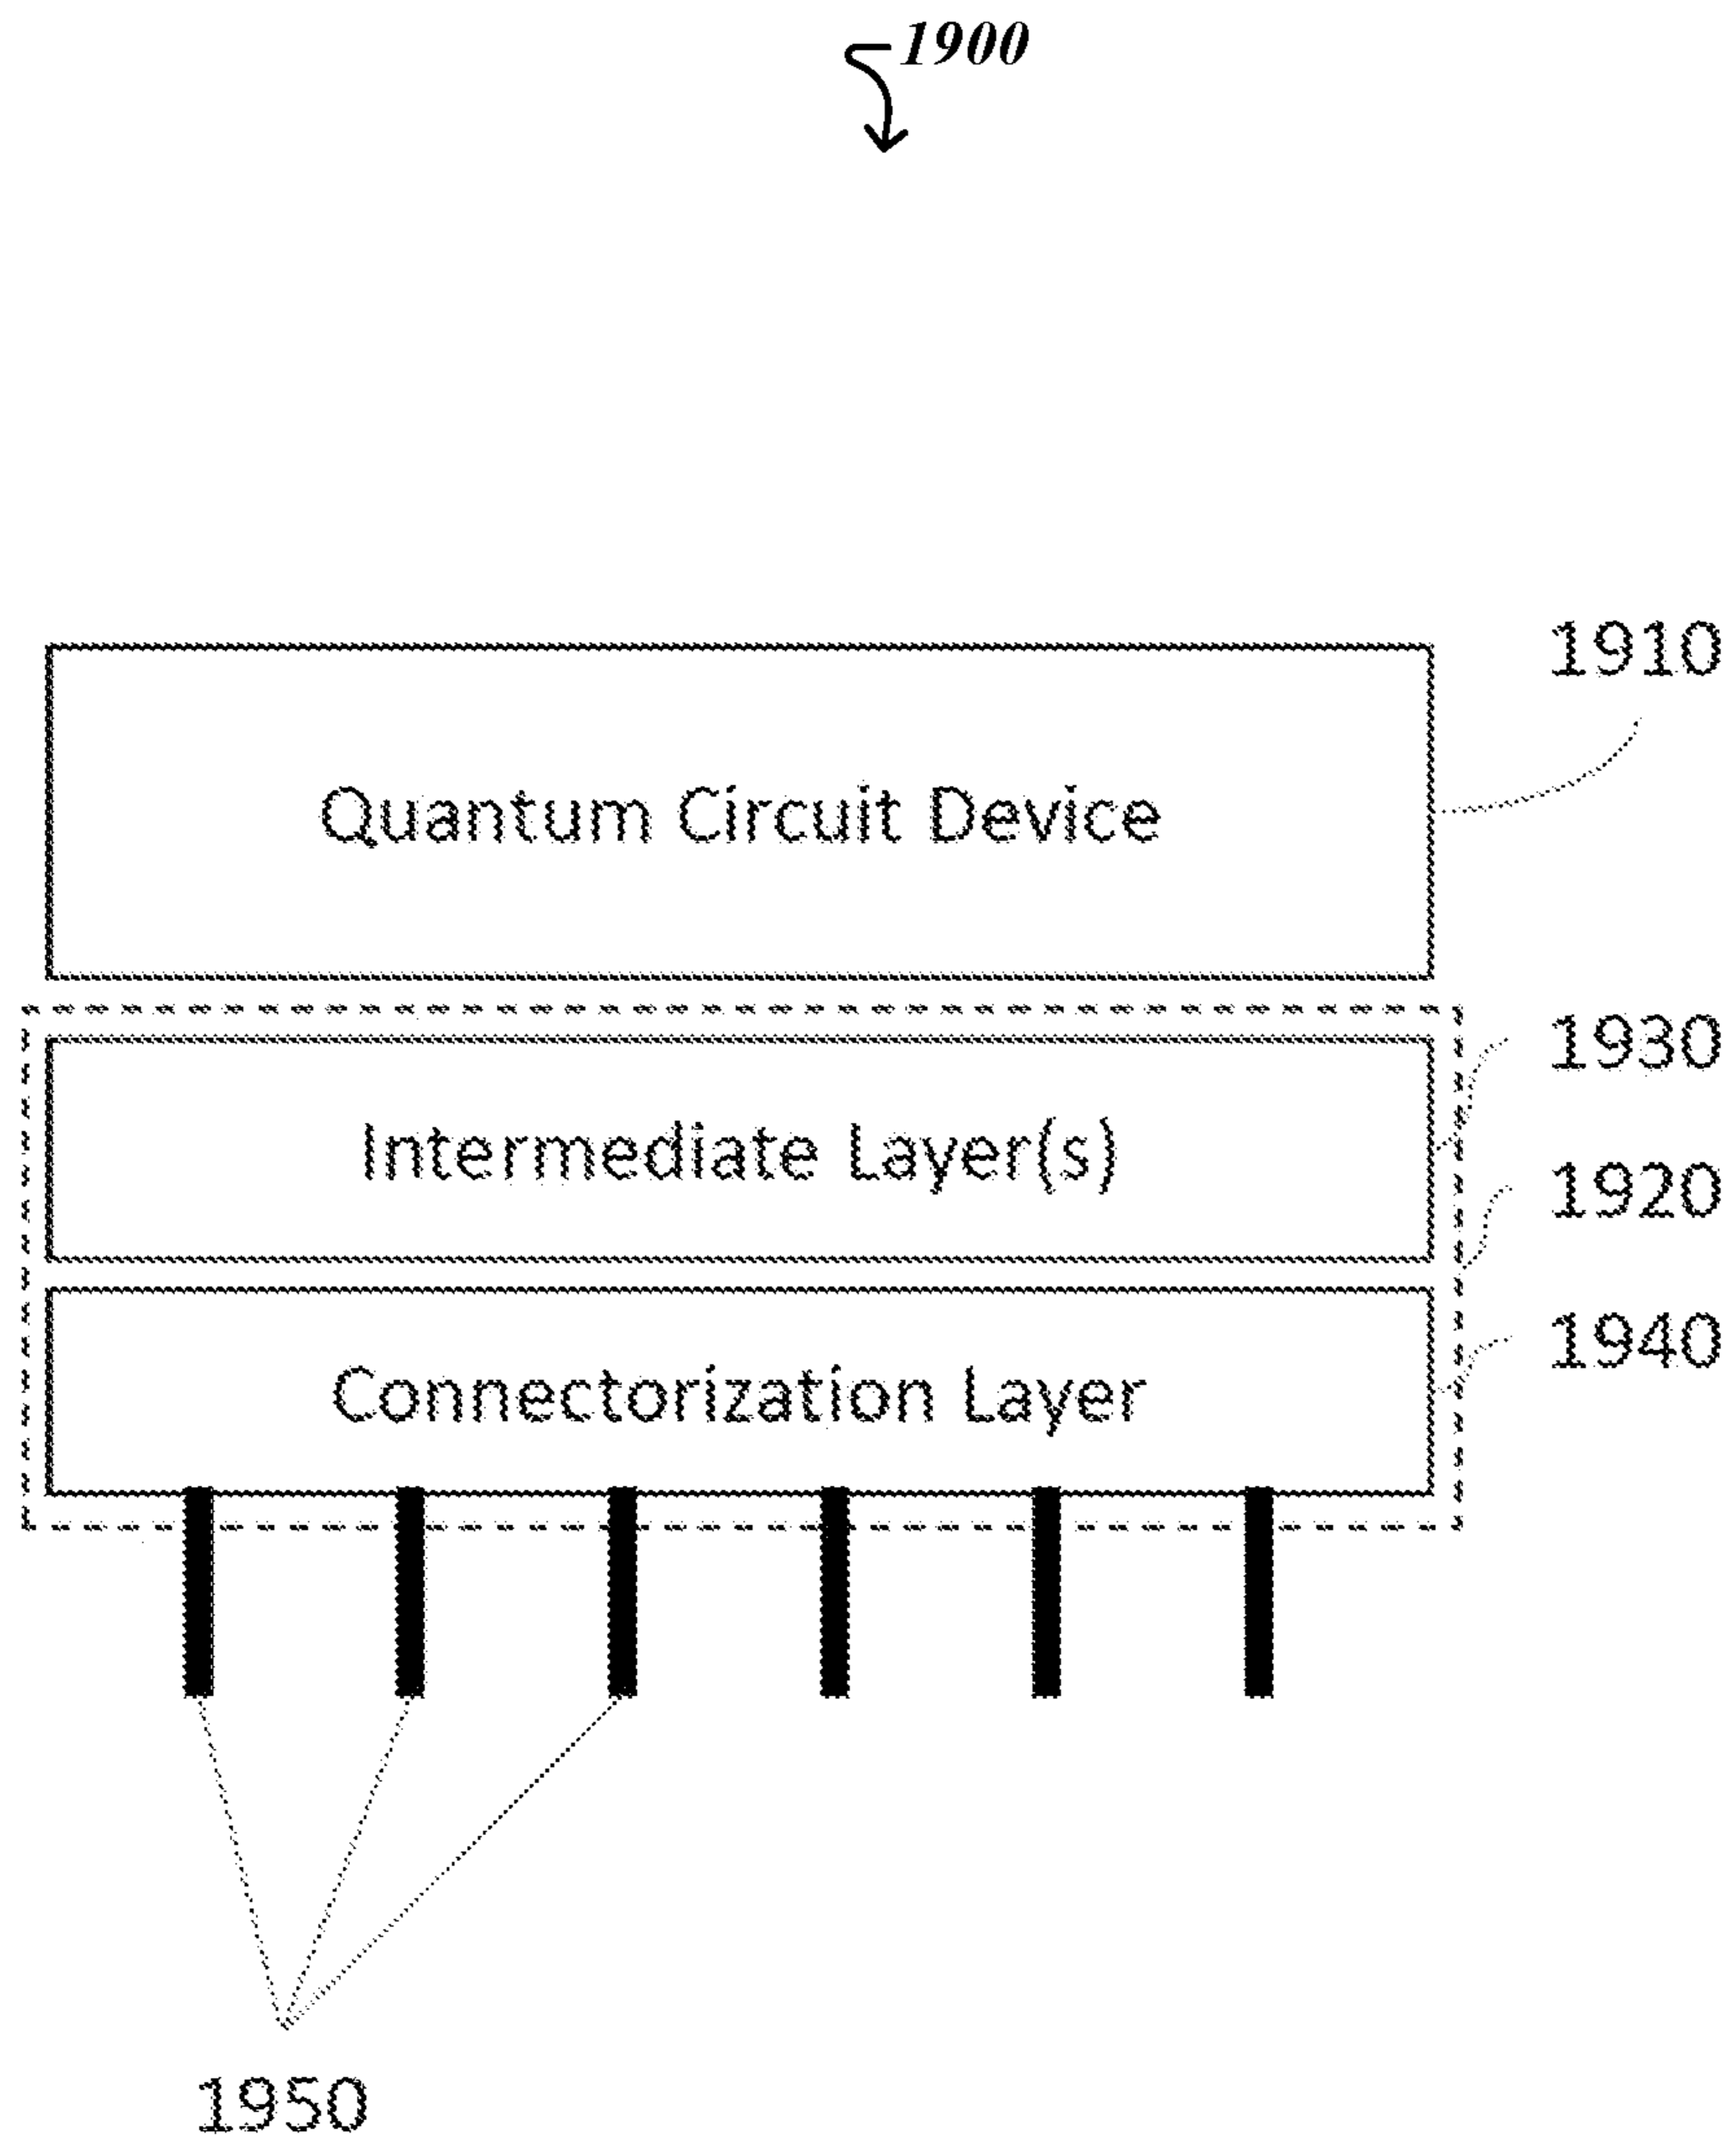 1900
1910
Quantum Circuit Device
1930
Intermediate Layer(s)
1920
1940
Connectorization Layer
1950